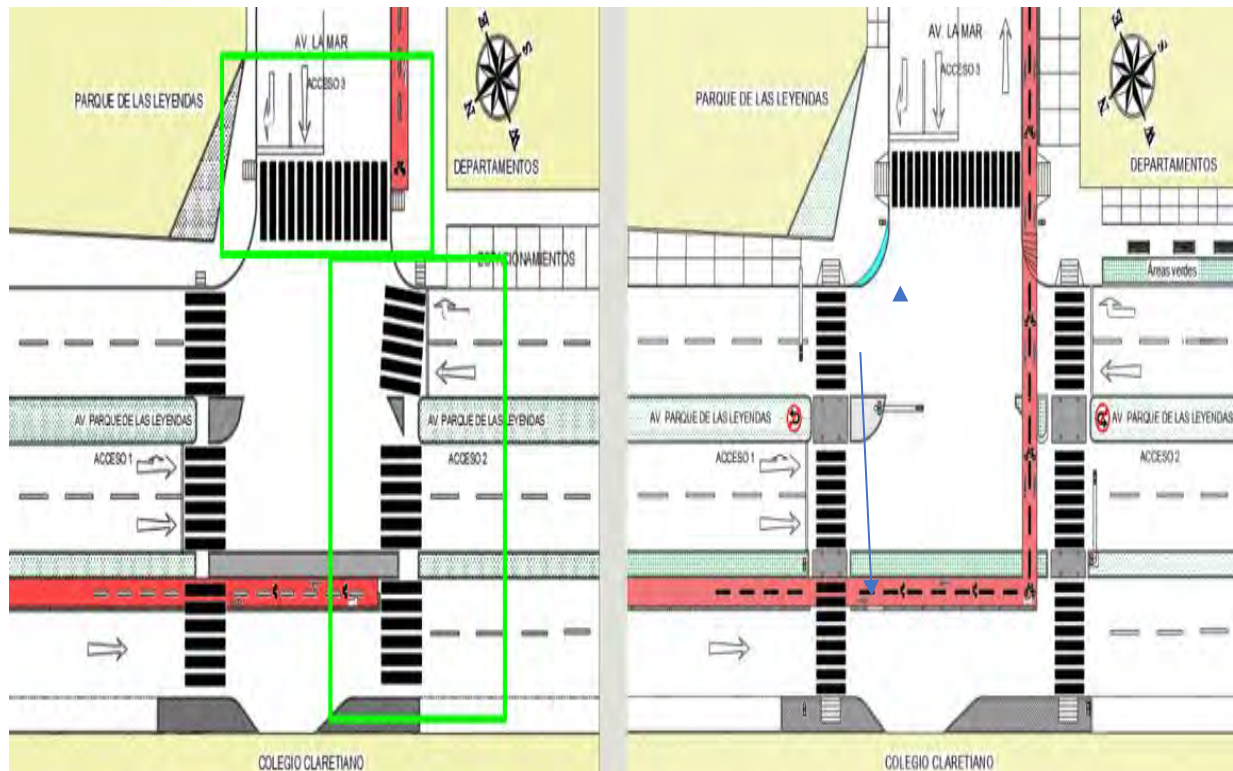 AV. LA MAR
ACCESO 3
PARQUE DE LAS LEYENDAS
E
S
N
W
DEPARTAMENTOS
ESTACIONAMIENTOS
AV. PARQUE DE LAS LEYENDAS
AV. PARQUE DE LAS LEYENDAS
ACCESO 1
ACCESO 2
COLEGIO CLARETIANO
AV. LA MAR
ACCESO 3
PARQUE DE LAS LEYENDAS
E
S
N
W
DEPARTAMENTOS
Áreas verdes
AV. PARQUE DE LAS LEYENDAS
AV. PARQUE DE LAS LEYENDAS
ACCESO 1
ACCESO 2
COLEGIO CLARETIANO